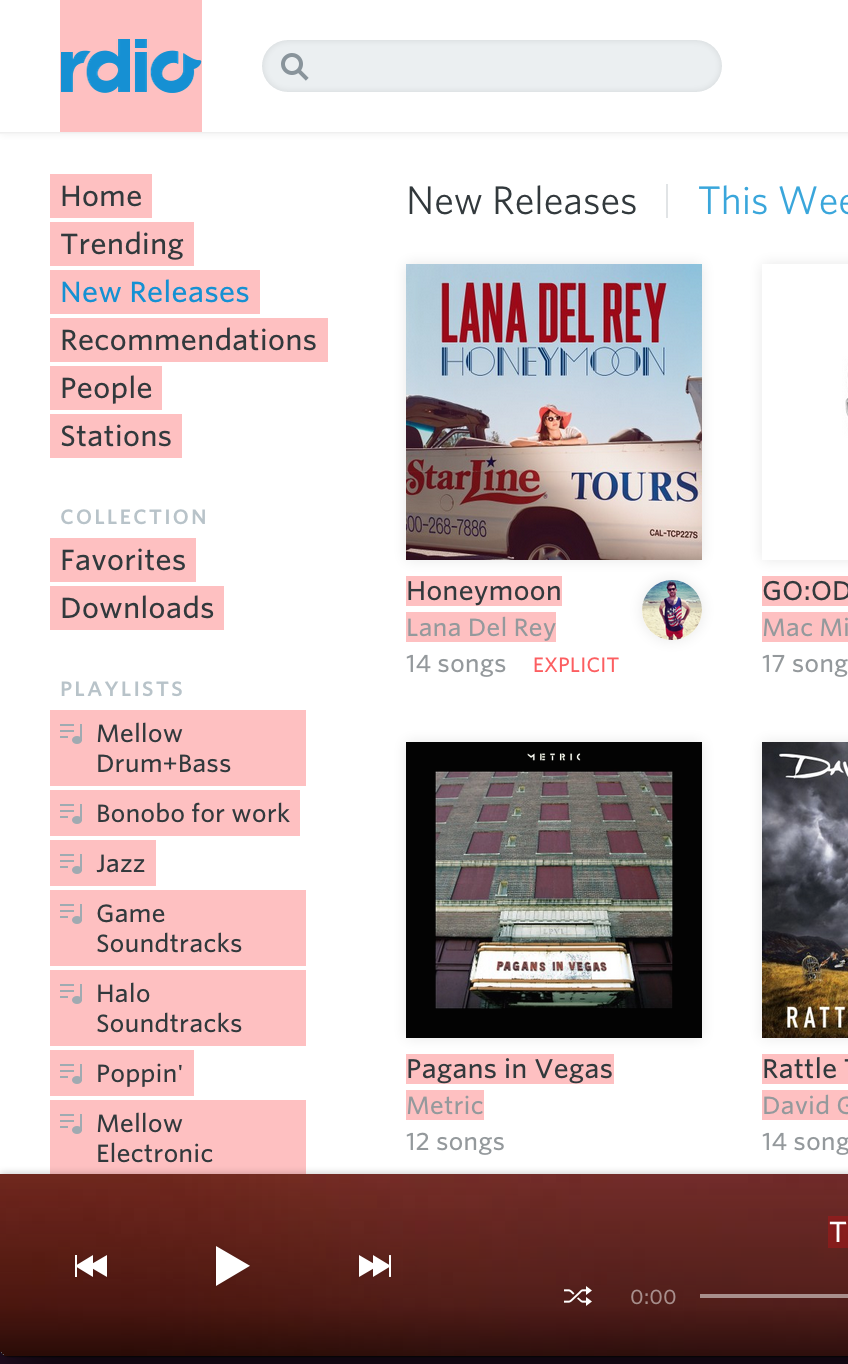 rdio
Home
Trending
New Releases
Recommendations
People
Stations
COLLECTION
Favorites
Downloads
PLAYLISTS
Mellow
Drum+Bass
Bonobo for work
Jazz
Game
Soundtracks
Halo
Soundtracks
Poppin'
Mellow
Electronic
New Releases
This Wee
LANA DEL REY
HONEYMOON
StarLine TOURS
00-268-7886
CAL-TCP227S
Honeymoon
Lana Del Rey
14 songs EXPLICIT
GO:OD
Mac Mi
17 song
METRIC
PAGANS IN VEGAS
Pagans in Vegas
Metric
12 songs
DAV
RATT
Rattle T
David G
14 song
T
0:00